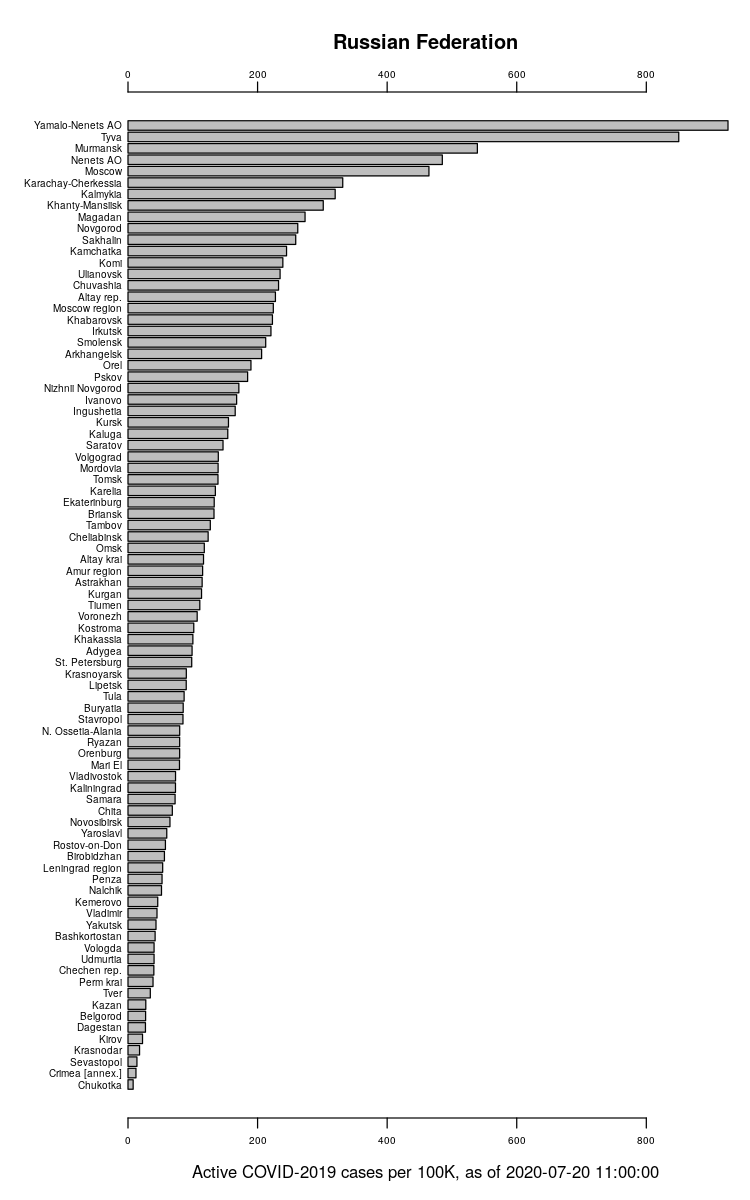 Russian Federation
0 200 400 600 800
Yamalo-Nenets AO
Tyva
Murmansk
Nenets AO
Moscow
Karachay-Cherkessia
Kalmykia
Khanty-Mansiisk
Magadan
Novgorod
Sakhalin
Kamchatka
Komi
Ulianovsk
Chuvashia
Altay rep.
Moscow region
Khabarovsk
Irkutsk
Smolensk
Arkhangelsk
Orel
Pskov
Nizhnii Novgorod
Ivanovo
Ingushetia
Kursk
Kaluga
Saratov
Volgograd
Mordovia
Tomsk
Karelia
Ekaterinburg
Briansk
Tambov
Cheliabinsk
Omsk
Altay krai
Amur region
Astrakhan
Kurgan
Tiumen
Voronezh
Kostroma
Khakassia
Adygea
St. Petersburg
Krasnoyarsk
Lipetsk
Tula
Buryatia
Stavropol
N. Ossetia-Alania
Ryazan
Orenburg
Mari El
Vladivostok
Kaliningrad
Samara
Chita
Novosibirsk
Yaroslavl
Rostov-on-Don
Birobidzhan
Leningrad region
Penza
Nalchik
Kemerovo
Vladimir
Yakutsk
Bashkortostan
Vologda
Udmurtia
Chechen rep.
Perm krai
Tver
Kazan
Belgorod
Dagestan
Kirov
Krasnodar
Sevastopol
Crimea [annex.]
Chukotka
0 200 400 600 800
Active COVID-2019 cases per 100K, as of 2020-07-20 11:00:00